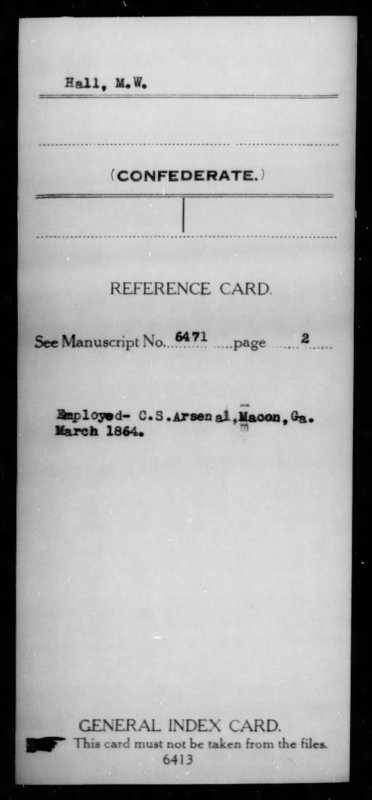 Hall, M.W.
(CONFEDERATE.)
REFERENCE CARD.
See Manuscript No. 6471 page 2
Employed- C.S.Arsenal,Macon,Ga.
March 1864.
GENERAL INDEX CARD.
This card must not be taken from the files.
6413